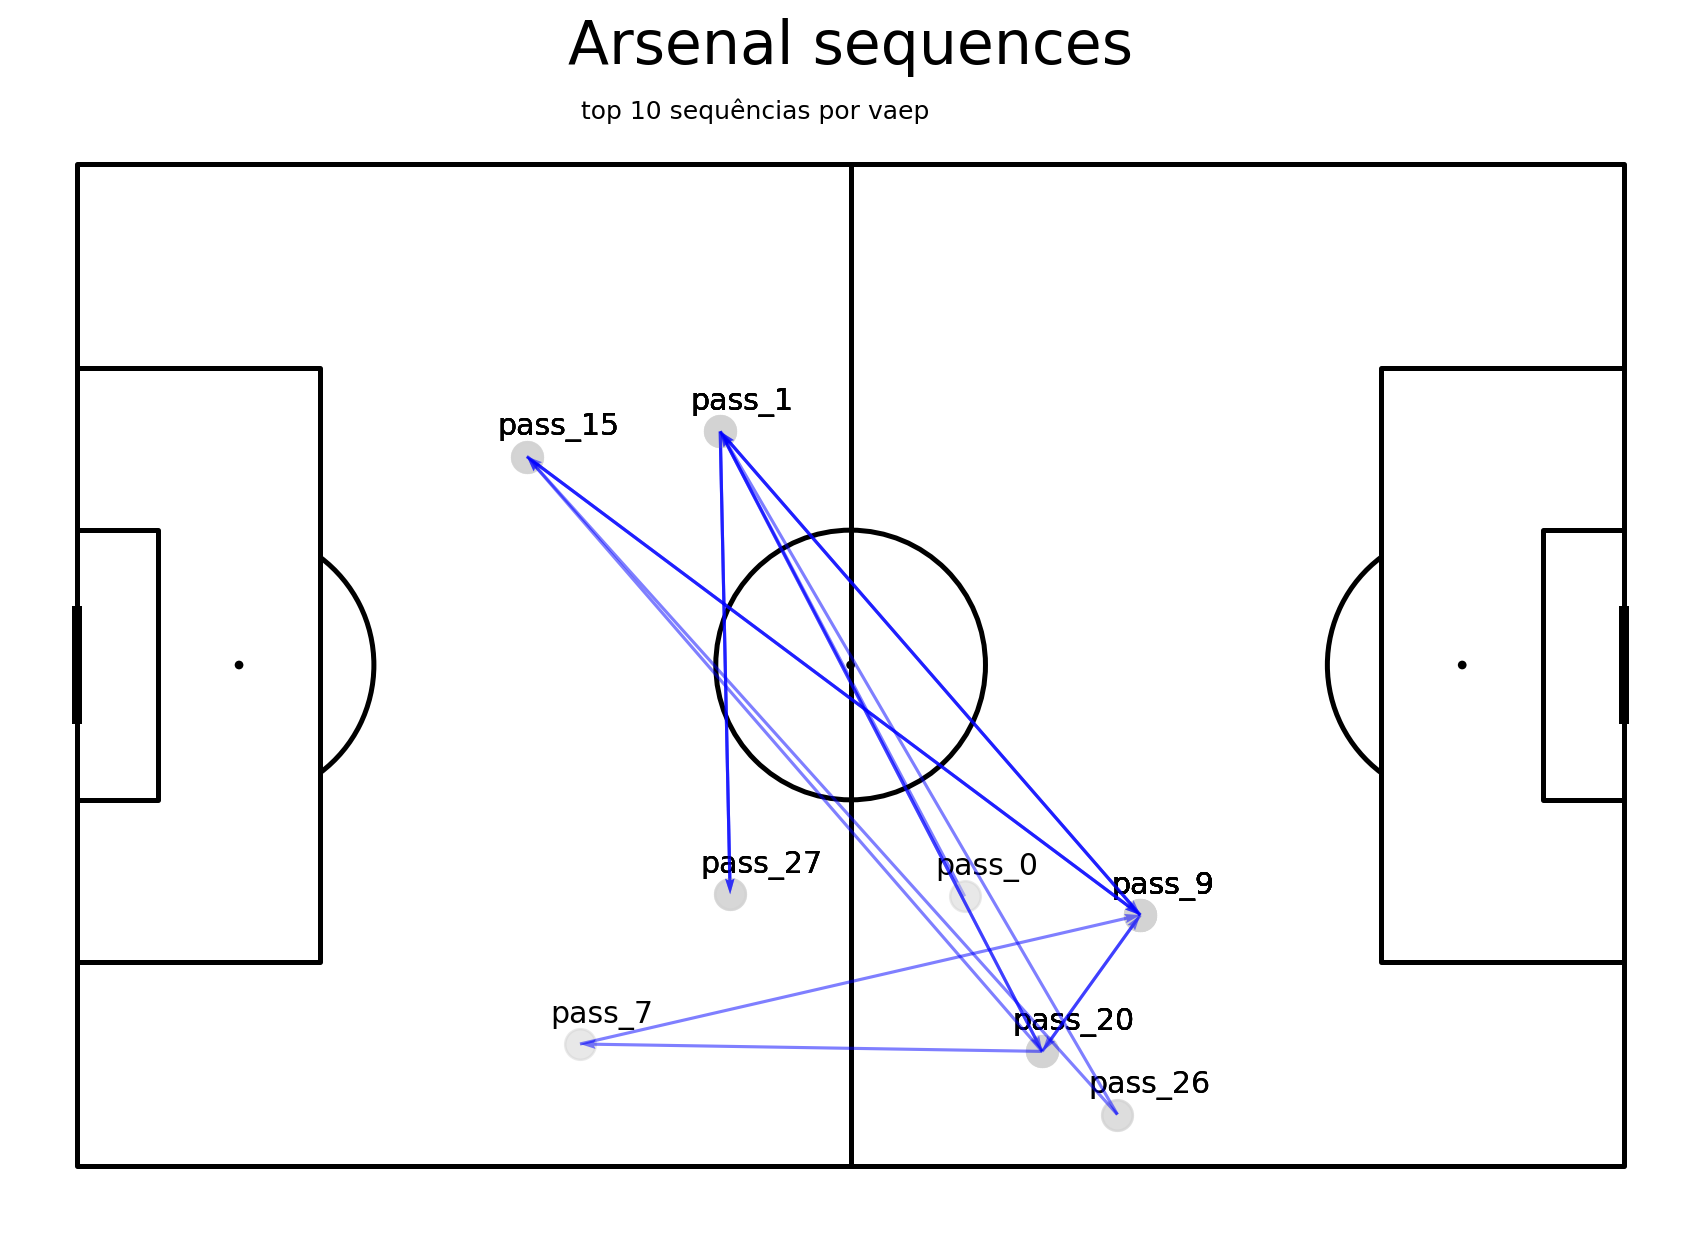 Arsenal sequences
top 10 sequências por vaep
pass_1
pass_15
pass_27
pass_0
pass_9
pass_7
pass_20
pass_26